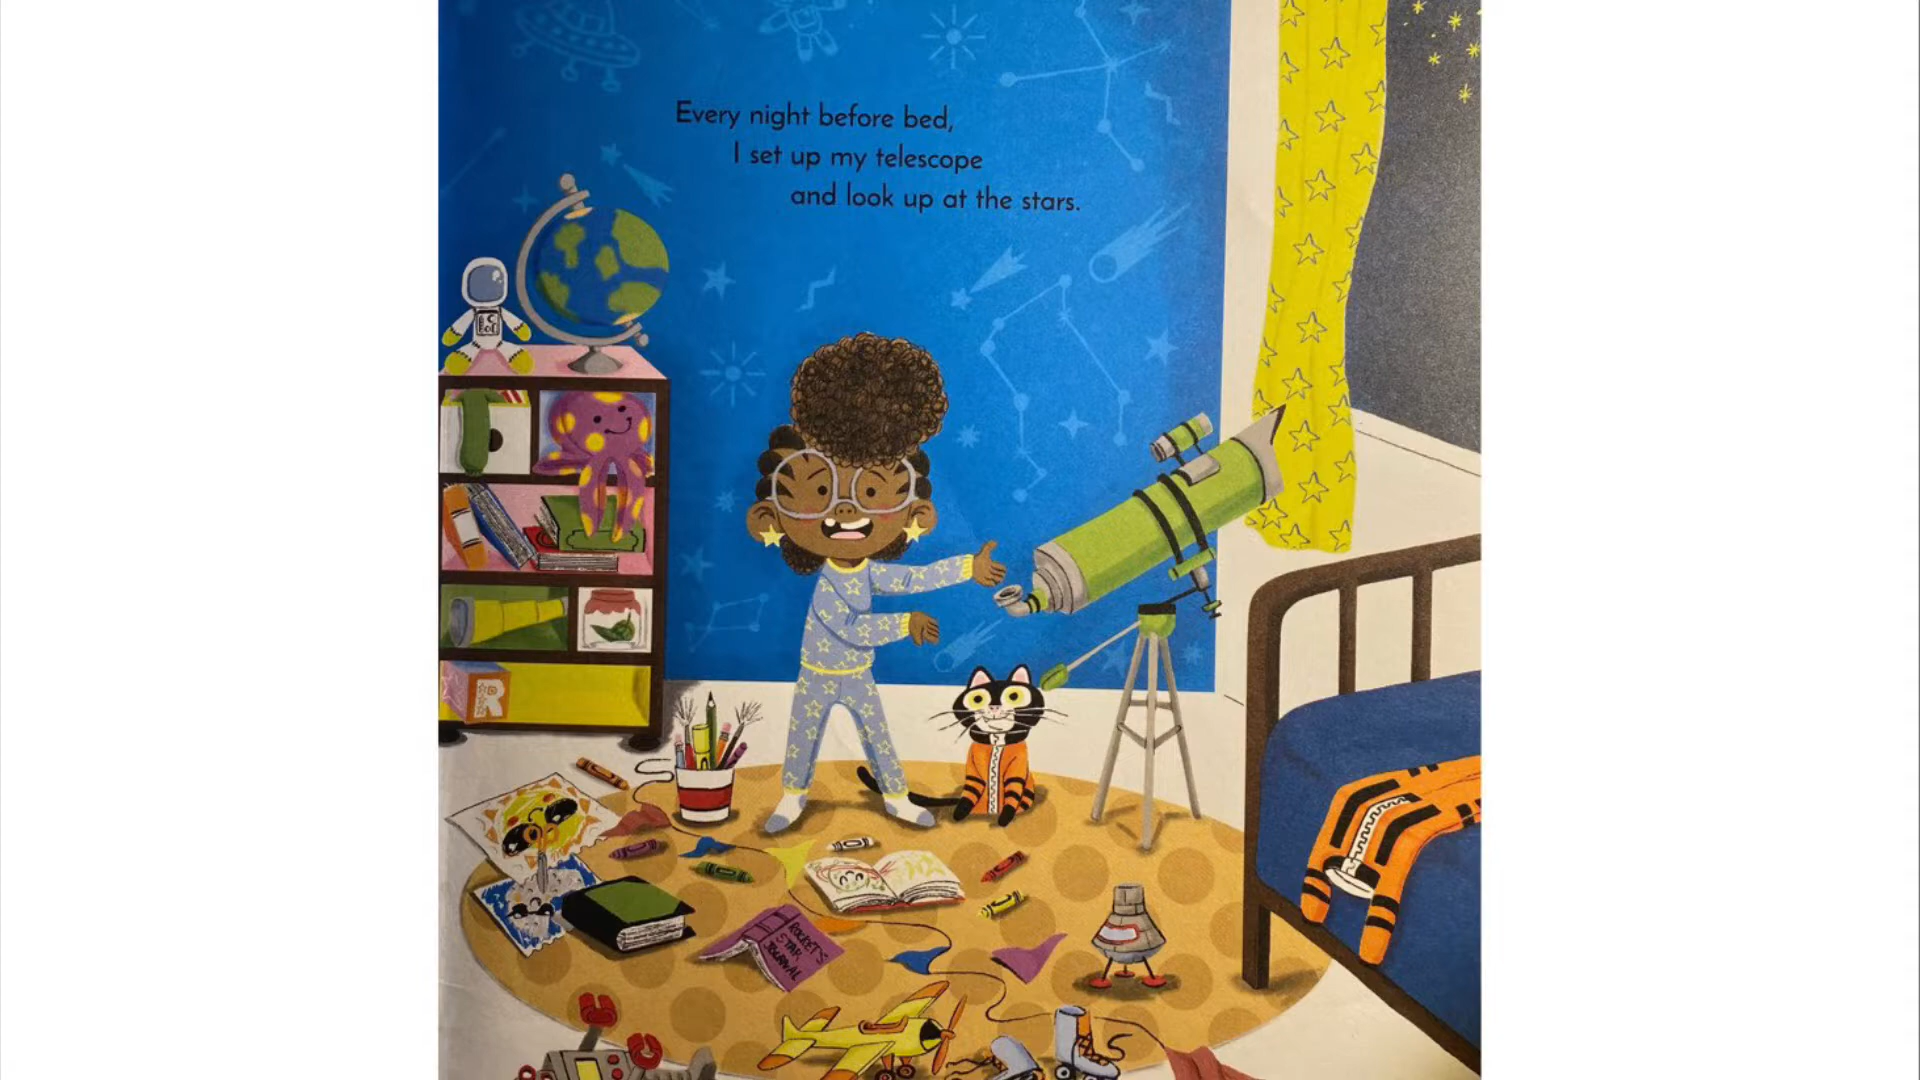 Every night before bed,
I set up my telescope
and look up at the stars.
R
ROCKET'S
STAR
JOURNAL